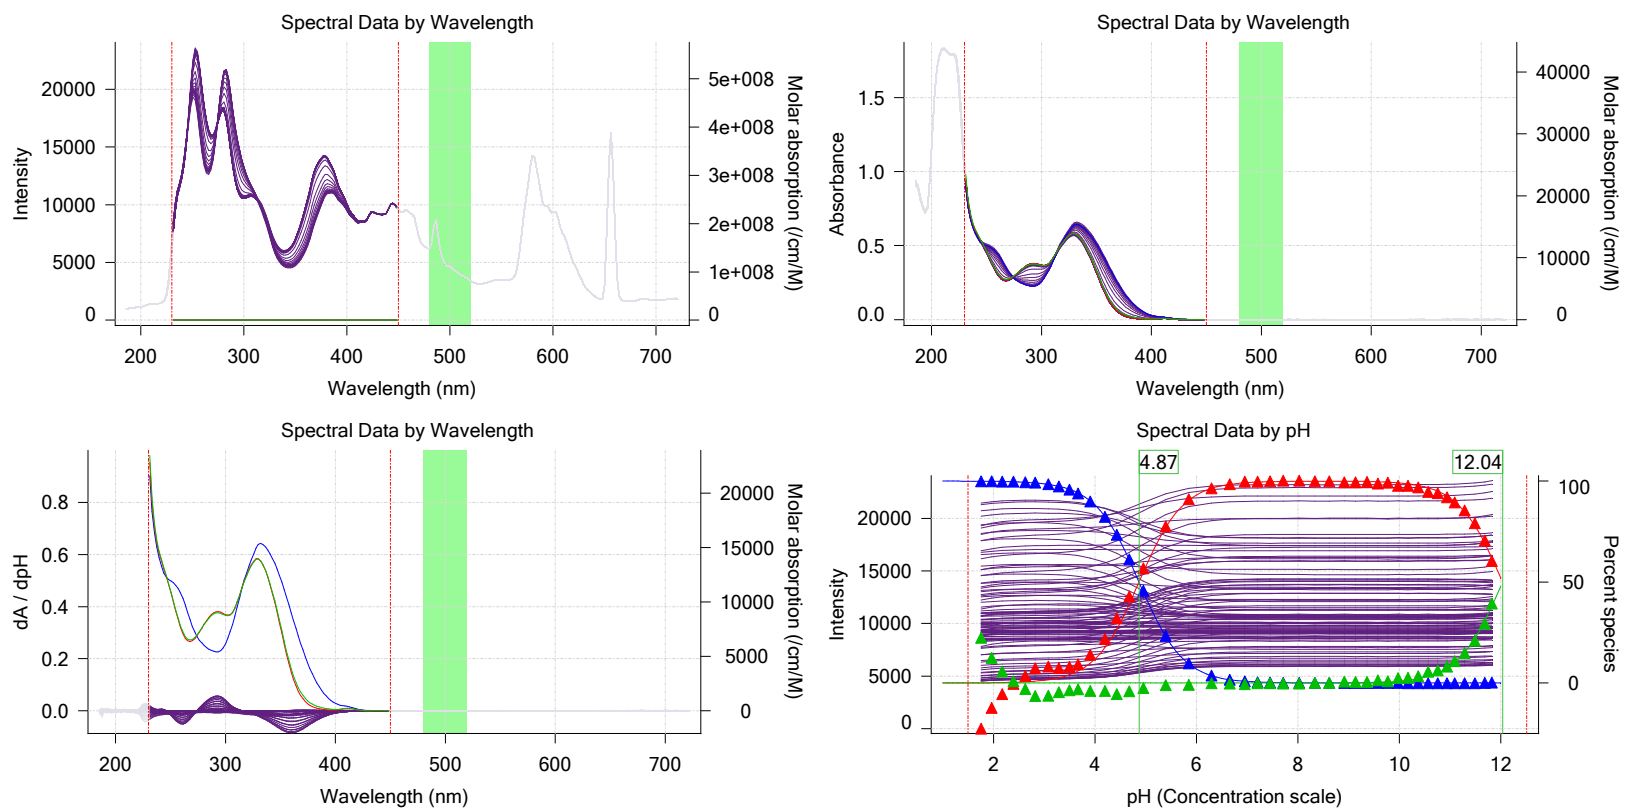 Spectral Data by Wavelength
Intensity
20000
15000
10000
5000
0
5e+008
4e+008
3e+008
2e+008
1e+008
0
Molar absorption (/cm/M)
200 300 400 500 600 700
Wavelength (nm)
Spectral Data by Wavelength
Absorbance
1.5
1.0
0.5
0.0
40000
30000
20000
10000
0
Molar absorption (/cm/M)
200 300 400 500 600 700
Wavelength (nm)
Spectral Data by Wavelength
dA / dpH
0.8
0.6
0.4
0.2
0.0
20000
15000
10000
5000
0
Molar absorption (/cm/M)
200 300 400 500 600 700
Wavelength (nm)
Spectral Data by pH
4.87 12.04
Intensity
20000
15000
10000
5000
0
100
50
0
Percent species
2 4 6 8 10 12
pH (Concentration scale)